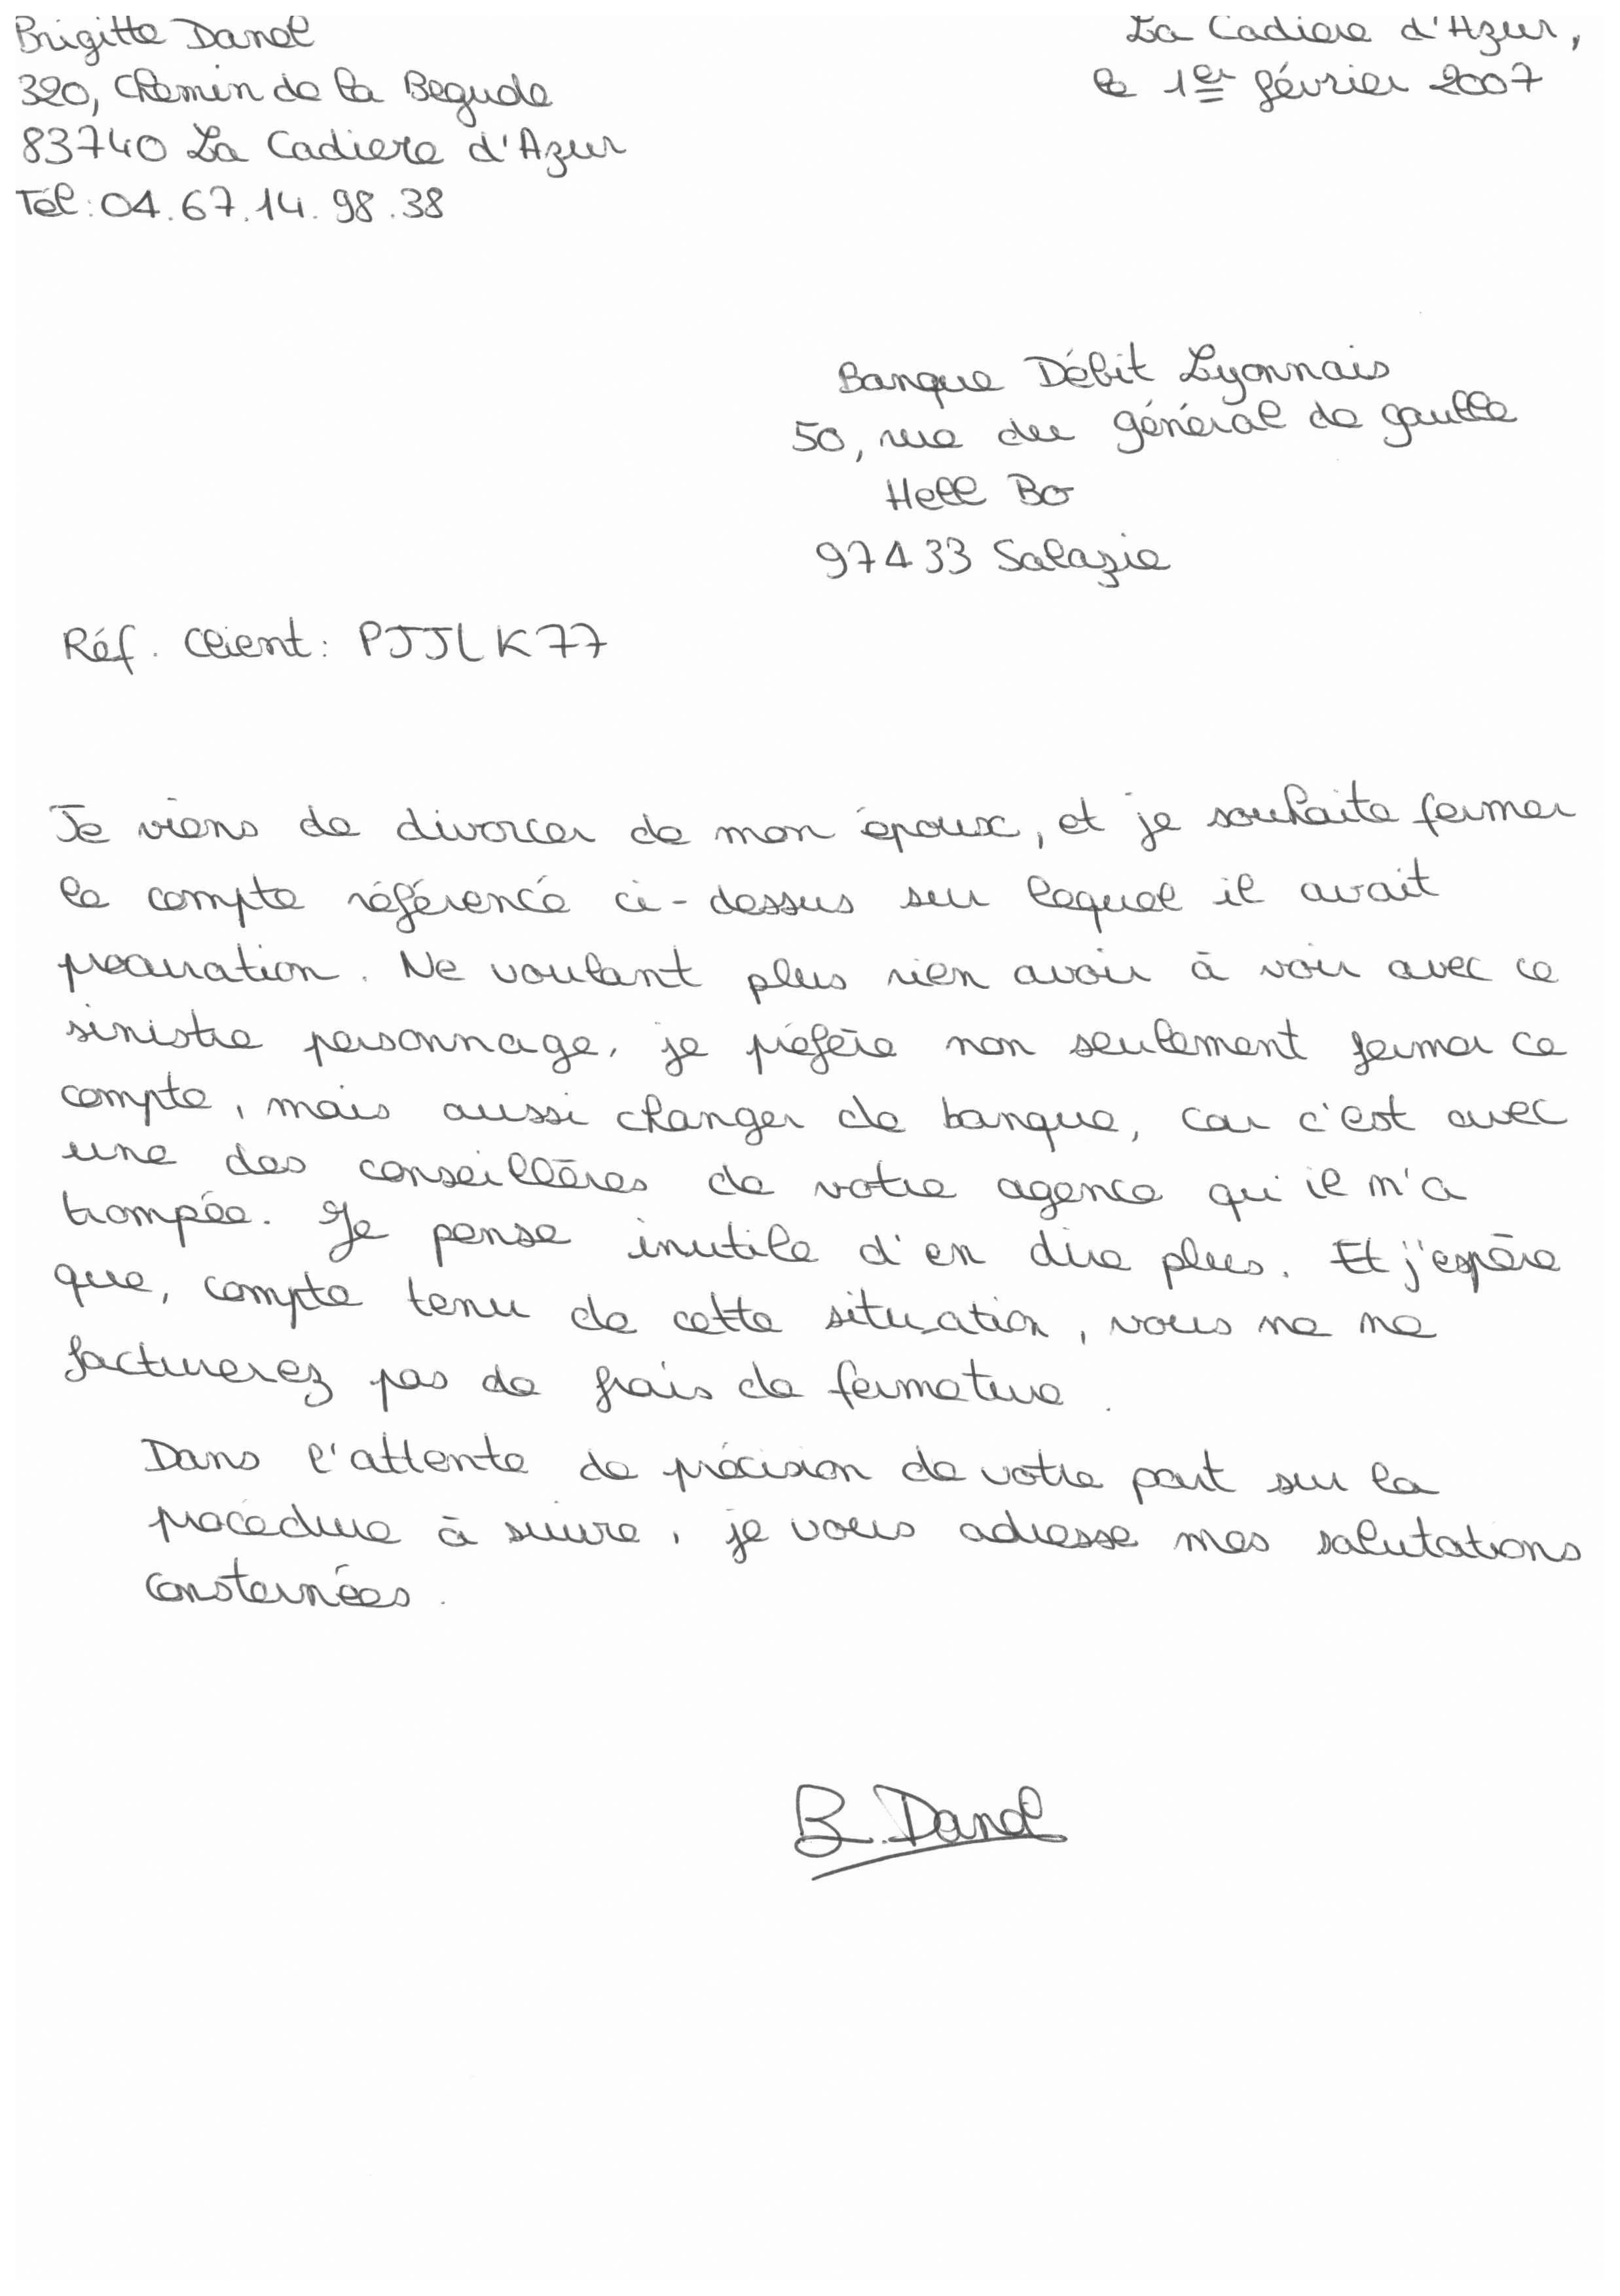 Brigitte Danel
320, Chemin de la Begude
83740 La Cadiere d'Azur
Tél: 04.67.14.98.38
La Cadiere d'Azur,
le 1er février 2007
Banque Débit Lyonnais
50, rue du général de gaulle
Hell Bo
97433 Salazie
Réf. Client: PJJLK77
Je viens de divorcer de mon époux, et je souhaite fermer
le compte référencé ci-dessus sur lequel il avait
procuration. Ne voulant plus rien avoir à voir avec ce
sinistre personnage, je préfère non seulement fermer ce
compte, mais aussi changer de banque, car c'est avec
une des conseillères de votre agence qui il m'a
trompée. Je pense inutile d'en dire plus. Et j'espère
que, compte tenu de cette situation, vous ne me
facturerez pas de frais de fermeture.
Dans l'attente de précision de votre part sur la
procédure à suivre, je vous adresse mes salutations
consternées.
B. Danel